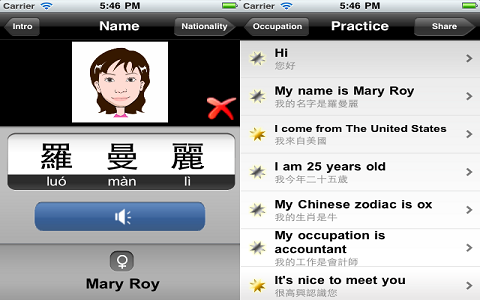 Carrier 5:46 PM
Intro Name Nationality
羅 曼 麗
luó màn lì
Mary Roy
Carrier 5:46 PM
Occupation Practice Share
Hi
您好
My name is Mary Roy
我的名字是羅曼麗
I come from The United States
我來自美國
I am 25 years old
我今年二十五歲
My Chinese zodiac is ox
我的生肖是牛
My occupation is
accountant
我的工作是會計師
It's nice to meet you
很高興認識您